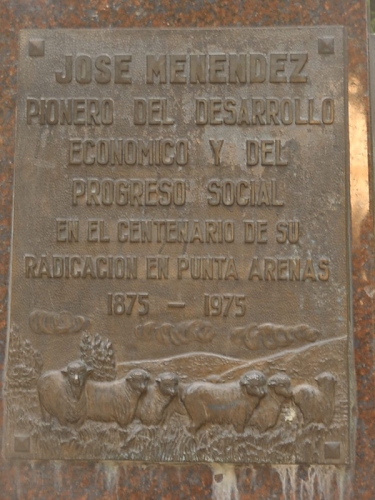 JOSE MENENDEZ
PIONERO DEL DESARROLLO
ECONOMICO Y DEL
PROGRESO SOCIAL
EN EL CENTENARIO DE SU
RADICACION EN PUNTA ARENAS
1875 - 1975